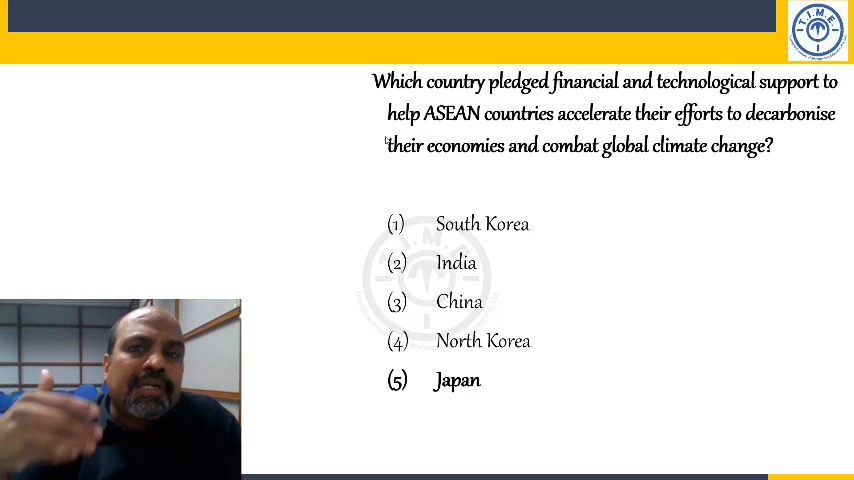 T.I.M.E.
Which country pledged financial and technological support to
help ASEAN countries accelerate their efforts to decarbonise
their economies and combat global climate change?
(1) South Korea
(2) India
(3) China
(4) North Korea
(5) Japan